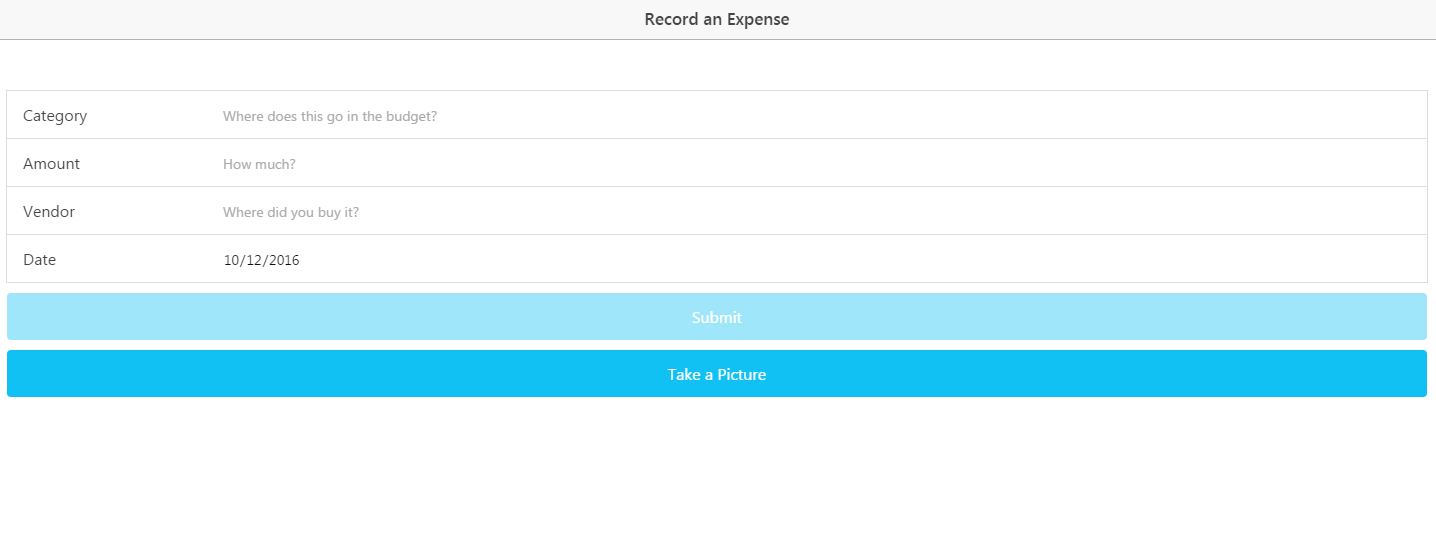 Record an Expense
Category Where does this go in the budget?
Amount How much?
Vendor Where did you buy it?
Date 10/12/2016
Submit
Take a Picture